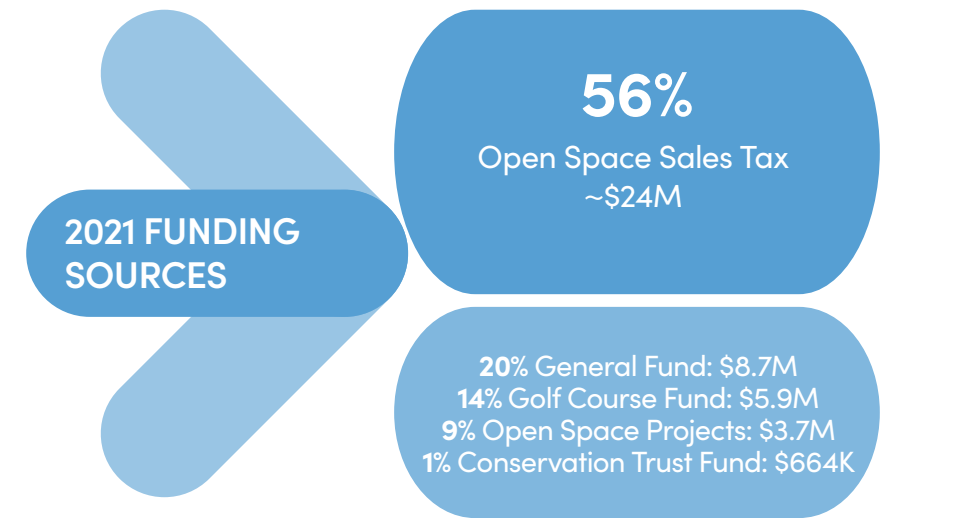 56%
Open Space Sales Tax
~$24M
2021 FUNDING
SOURCES
20% General Fund: $8.7M
14% Golf Course Fund: $5.9M
9% Open Space Projects: $3.7M
1% Conservation Trust Fund: $664K